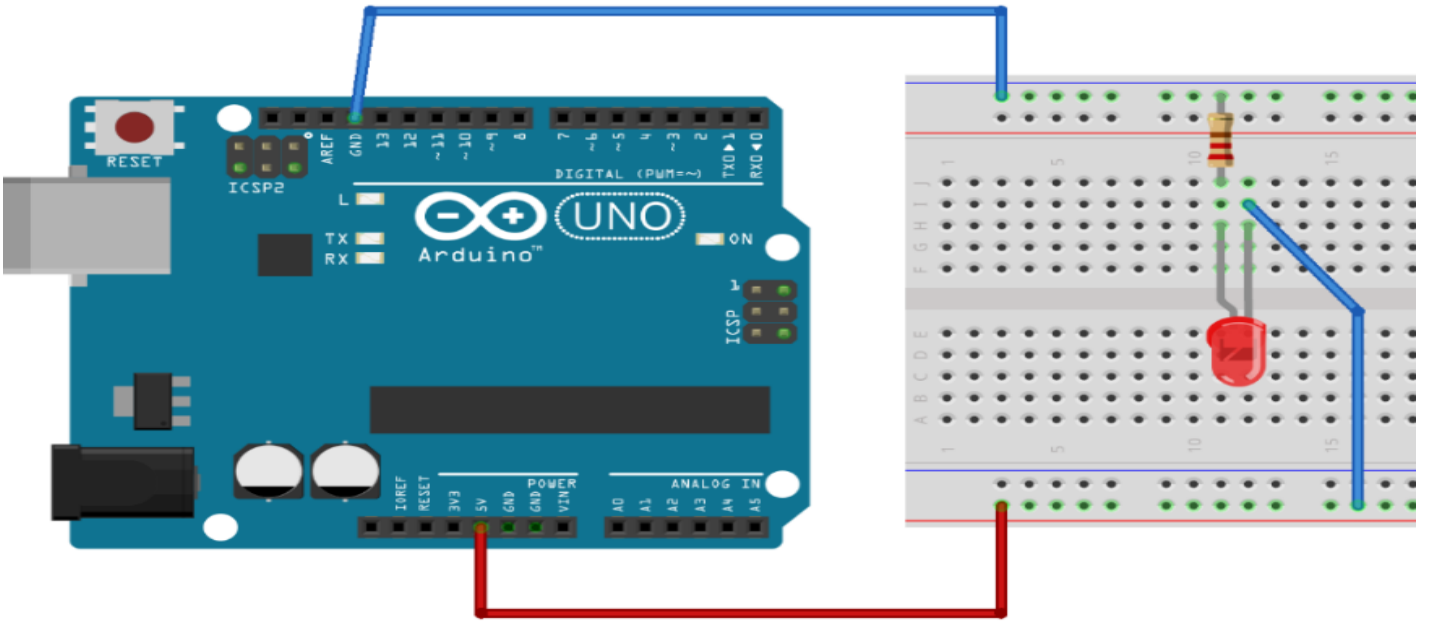 RESET
ICSP2
AREF
GND
13
12
~11
~10
~9
8
7
~6
~5
4
~3
2
TX0▶1
RX0◀0
DIGITAL (PWM=~)
L
TX
RX
UNO
ON
Arduino™
1
ICSP
POWER
ANALOG IN
IOREF
RESET
3V3
5V
GND
GND
VIN
A0
A1
A2
A3
A4
A5
1
5
10
15
J
I
H
G
F
E
D
C
B
A
1
5
10
15